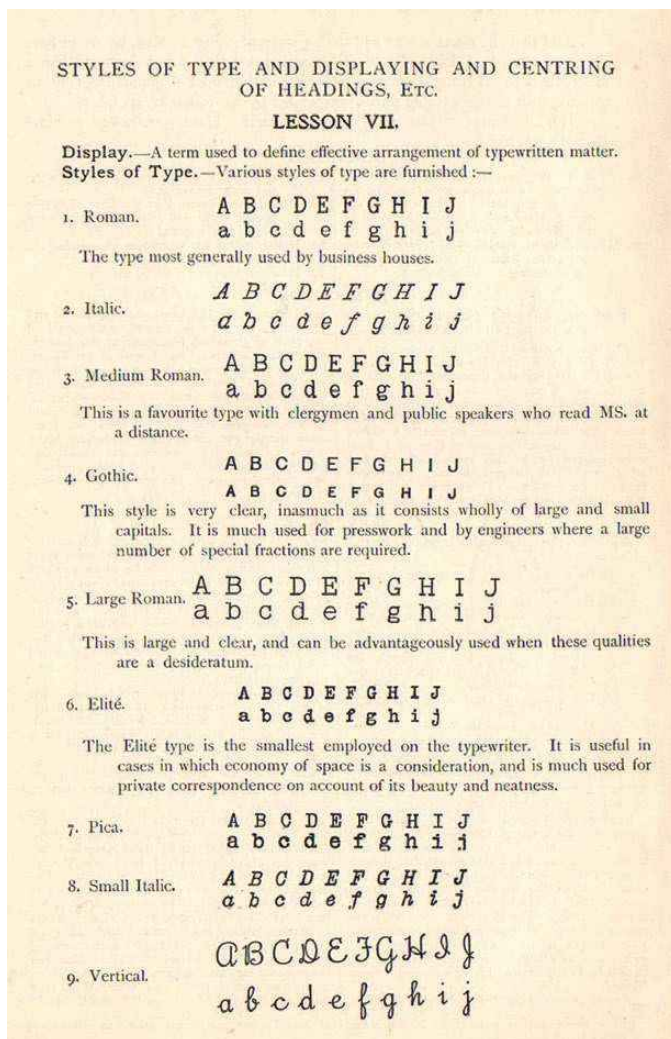 STYLES OF TYPE AND DISPLAYING AND CENTRING
OF HEADINGS, ETC.
LESSON VII.
Display.—A term used to define effective arrangement of typewritten matter.
Styles of Type.—Various styles of type are furnished :—
1. Roman. A B C D E F G H I J
a b c d e f g h i j
The type most generally used by business houses.
2. Italic. A B C D E F G H I J
a b c d e f g h i j
3. Medium Roman. A B C D E F G H I J
a b c d e f g h i j
This is a favourite type with clergymen and public speakers who read MS. at
a distance.
4. Gothic. A B C D E F G H I J
A B C D E F G H I J
This style is very clear, inasmuch as it consists wholly of large and small
capitals. It is much used for presswork and by engineers where a large
number of special fractions are required.
5. Large Roman. A B C D E F G H I J
a b c d e f g h i j
This is large and clear, and can be advantageously used when these qualities
are a desideratum.
6. Elité. A B C D E F G H I J
a b c d e f g h i j
The Elité type is the smallest employed on the typewriter. It is useful in
cases in which economy of space is a consideration, and is much used for
private correspondence on account of its beauty and neatness.
7. Pica. A B C D E F G H I J
a b c d e f g h i j
8. Small Italic. A B C D E F G H I J
a b c d e f g h i j
9. Vertical. A B C D E F G H I J
a b c d e f g h i j